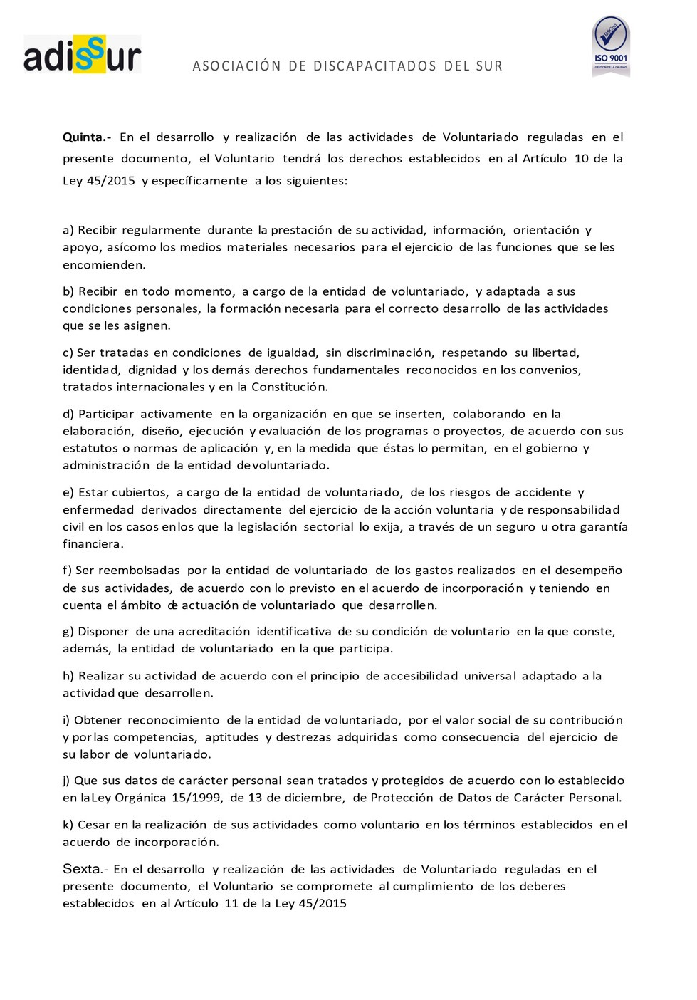 adissur
ASOCIACIÓN DE DISCAPACITADOS DEL SUR
BSCert
ISO 9001
GESTIÓN DE LA CALIDAD
Quinta.- En el desarrollo y realización de las actividades de Voluntariado reguladas en el
presente documento, el Voluntario tendrá los derechos establecidos en al Artículo 10 de la
Ley 45/2015 y específicamente a los siguientes:
a) Recibir regularmente durante la prestación de su actividad, información, orientación y
apoyo, asícomo los medios materiales necesarios para el ejercicio de las funciones que se les
encomienden.
b) Recibir en todo momento, a cargo de la entidad de voluntariado, y adaptada a sus
condiciones personales, la formación necesaria para el correcto desarrollo de las actividades
que se les asignen.
c) Ser tratadas en condiciones de igualdad, sin discriminación, respetando su libertad,
identidad, dignidad y los demás derechos fundamentales reconocidos en los convenios,
tratados internacionales y en la Constitución.
d) Participar activamente en la organización en que se inserten, colaborando en la
elaboración, diseño, ejecución y evaluación de los programas o proyectos, de acuerdo con sus
estatutos o normas de aplicación y, en la medida que éstas lo permitan, en el gobierno y
administración de la entidad devoluntariado.
e) Estar cubiertos, a cargo de la entidad de voluntariado, de los riesgos de accidente y
enfermedad derivados directamente del ejercicio de la acción voluntaria y de responsabilidad
civil en los casos enlos que la legislación sectorial lo exija, a través de un seguro u otra garantía
financiera.
f) Ser reembolsadas por la entidad de voluntariado de los gastos realizados en el desempeño
de sus actividades, de acuerdo con lo previsto en el acuerdo de incorporación y teniendo en
cuenta el ámbito de actuación de voluntariado que desarrollen.
g) Disponer de una acreditación identificativa de su condición de voluntario en la que conste,
además, la entidad de voluntariado en la que participa.
h) Realizar su actividad de acuerdo con el principio de accesibilidad universal adaptado a la
actividad que desarrollen.
i) Obtener reconocimiento de la entidad de voluntariado, por el valor social de su contribución
y porlas competencias, aptitudes y destrezas adquiridas como consecuencia del ejercicio de
su labor de voluntariado.
j) Que sus datos de carácter personal sean tratados y protegidos de acuerdo con lo establecido
en laLey Orgánica 15/1999, de 13 de diciembre, de Protección de Datos de Carácter Personal.
k) Cesar en la realización de sus actividades como voluntario en los términos establecidos en el
acuerdo de incorporación.
Sexta.- En el desarrollo y realización de las actividades de Voluntariado reguladas en el
presente documento, el Voluntario se compromete al cumplimiento de los deberes
establecidos en al Artículo 11 de la Ley 45/2015